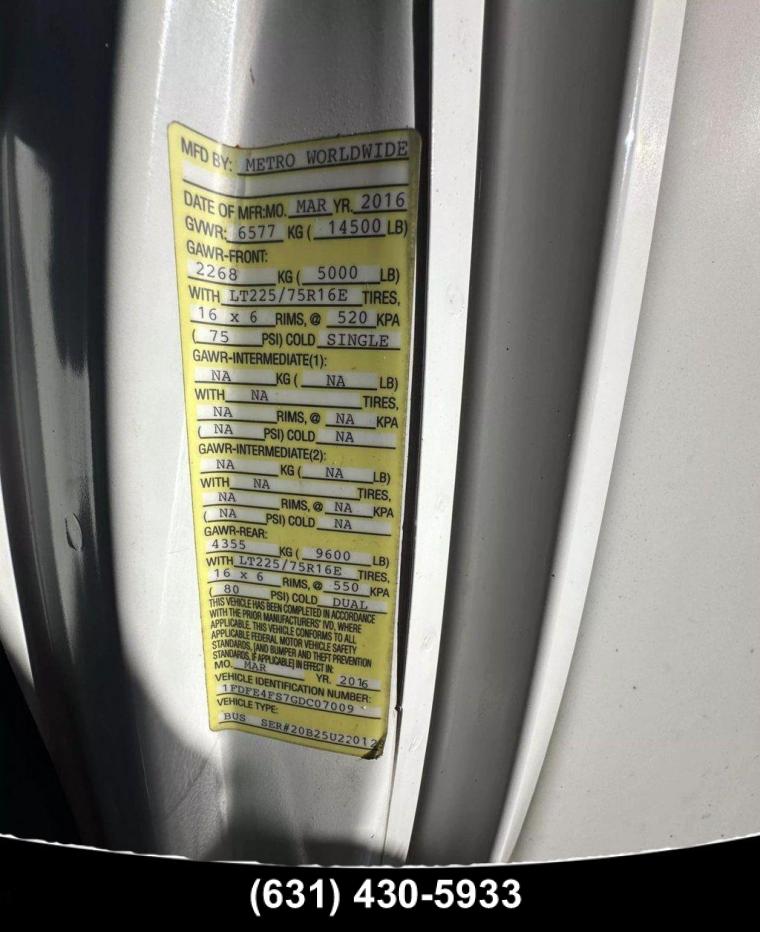 MFD BY: METRO WORLDWIDE
DATE OF MFR:MO. MAR YR. 2016
GVWR: 6577 KG ( 14500 LB)
GAWR-FRONT:
2268 KG ( 5000 LB)
WITH LT225/75R16E TIRES,
16 x 6 RIMS, @ 520 KPA
( 75 PSI) COLD SINGLE
GAWR-INTERMEDIATE(1):
NA KG ( NA LB)
WITH NA TIRES,
NA RIMS, @ NA KPA
( NA PSI) COLD NA
GAWR-INTERMEDIATE(2):
NA KG ( NA LB)
WITH NA TIRES,
NA RIMS, @ NA KPA
( NA PSI) COLD NA
GAWR-REAR:
4355 KG ( 9600 LB)
WITH LT225/75R16E TIRES,
16 x 6 RIMS, @ 550 KPA
( 80 PSI) COLD DUAL
THIS VEHICLE HAS BEEN COMPLETED IN ACCORDANCE
WITH THE PRIOR MANUFACTURERS' IVD, WHERE
APPLICABLE. THIS VEHICLE CONFORMS TO ALL
APPLICABLE FEDERAL MOTOR VEHICLE SAFETY
STANDARDS, [AND BUMPER AND THEFT PREVENTION
STANDARDS, IF APPLICABLE] IN EFFECT IN:
MO. MAR YR. 2016
VEHICLE IDENTIFICATION NUMBER:
1FDFE4FS7GDC07009
VEHICLE TYPE:
BUS SER#20B25U22012
(631) 430-5933